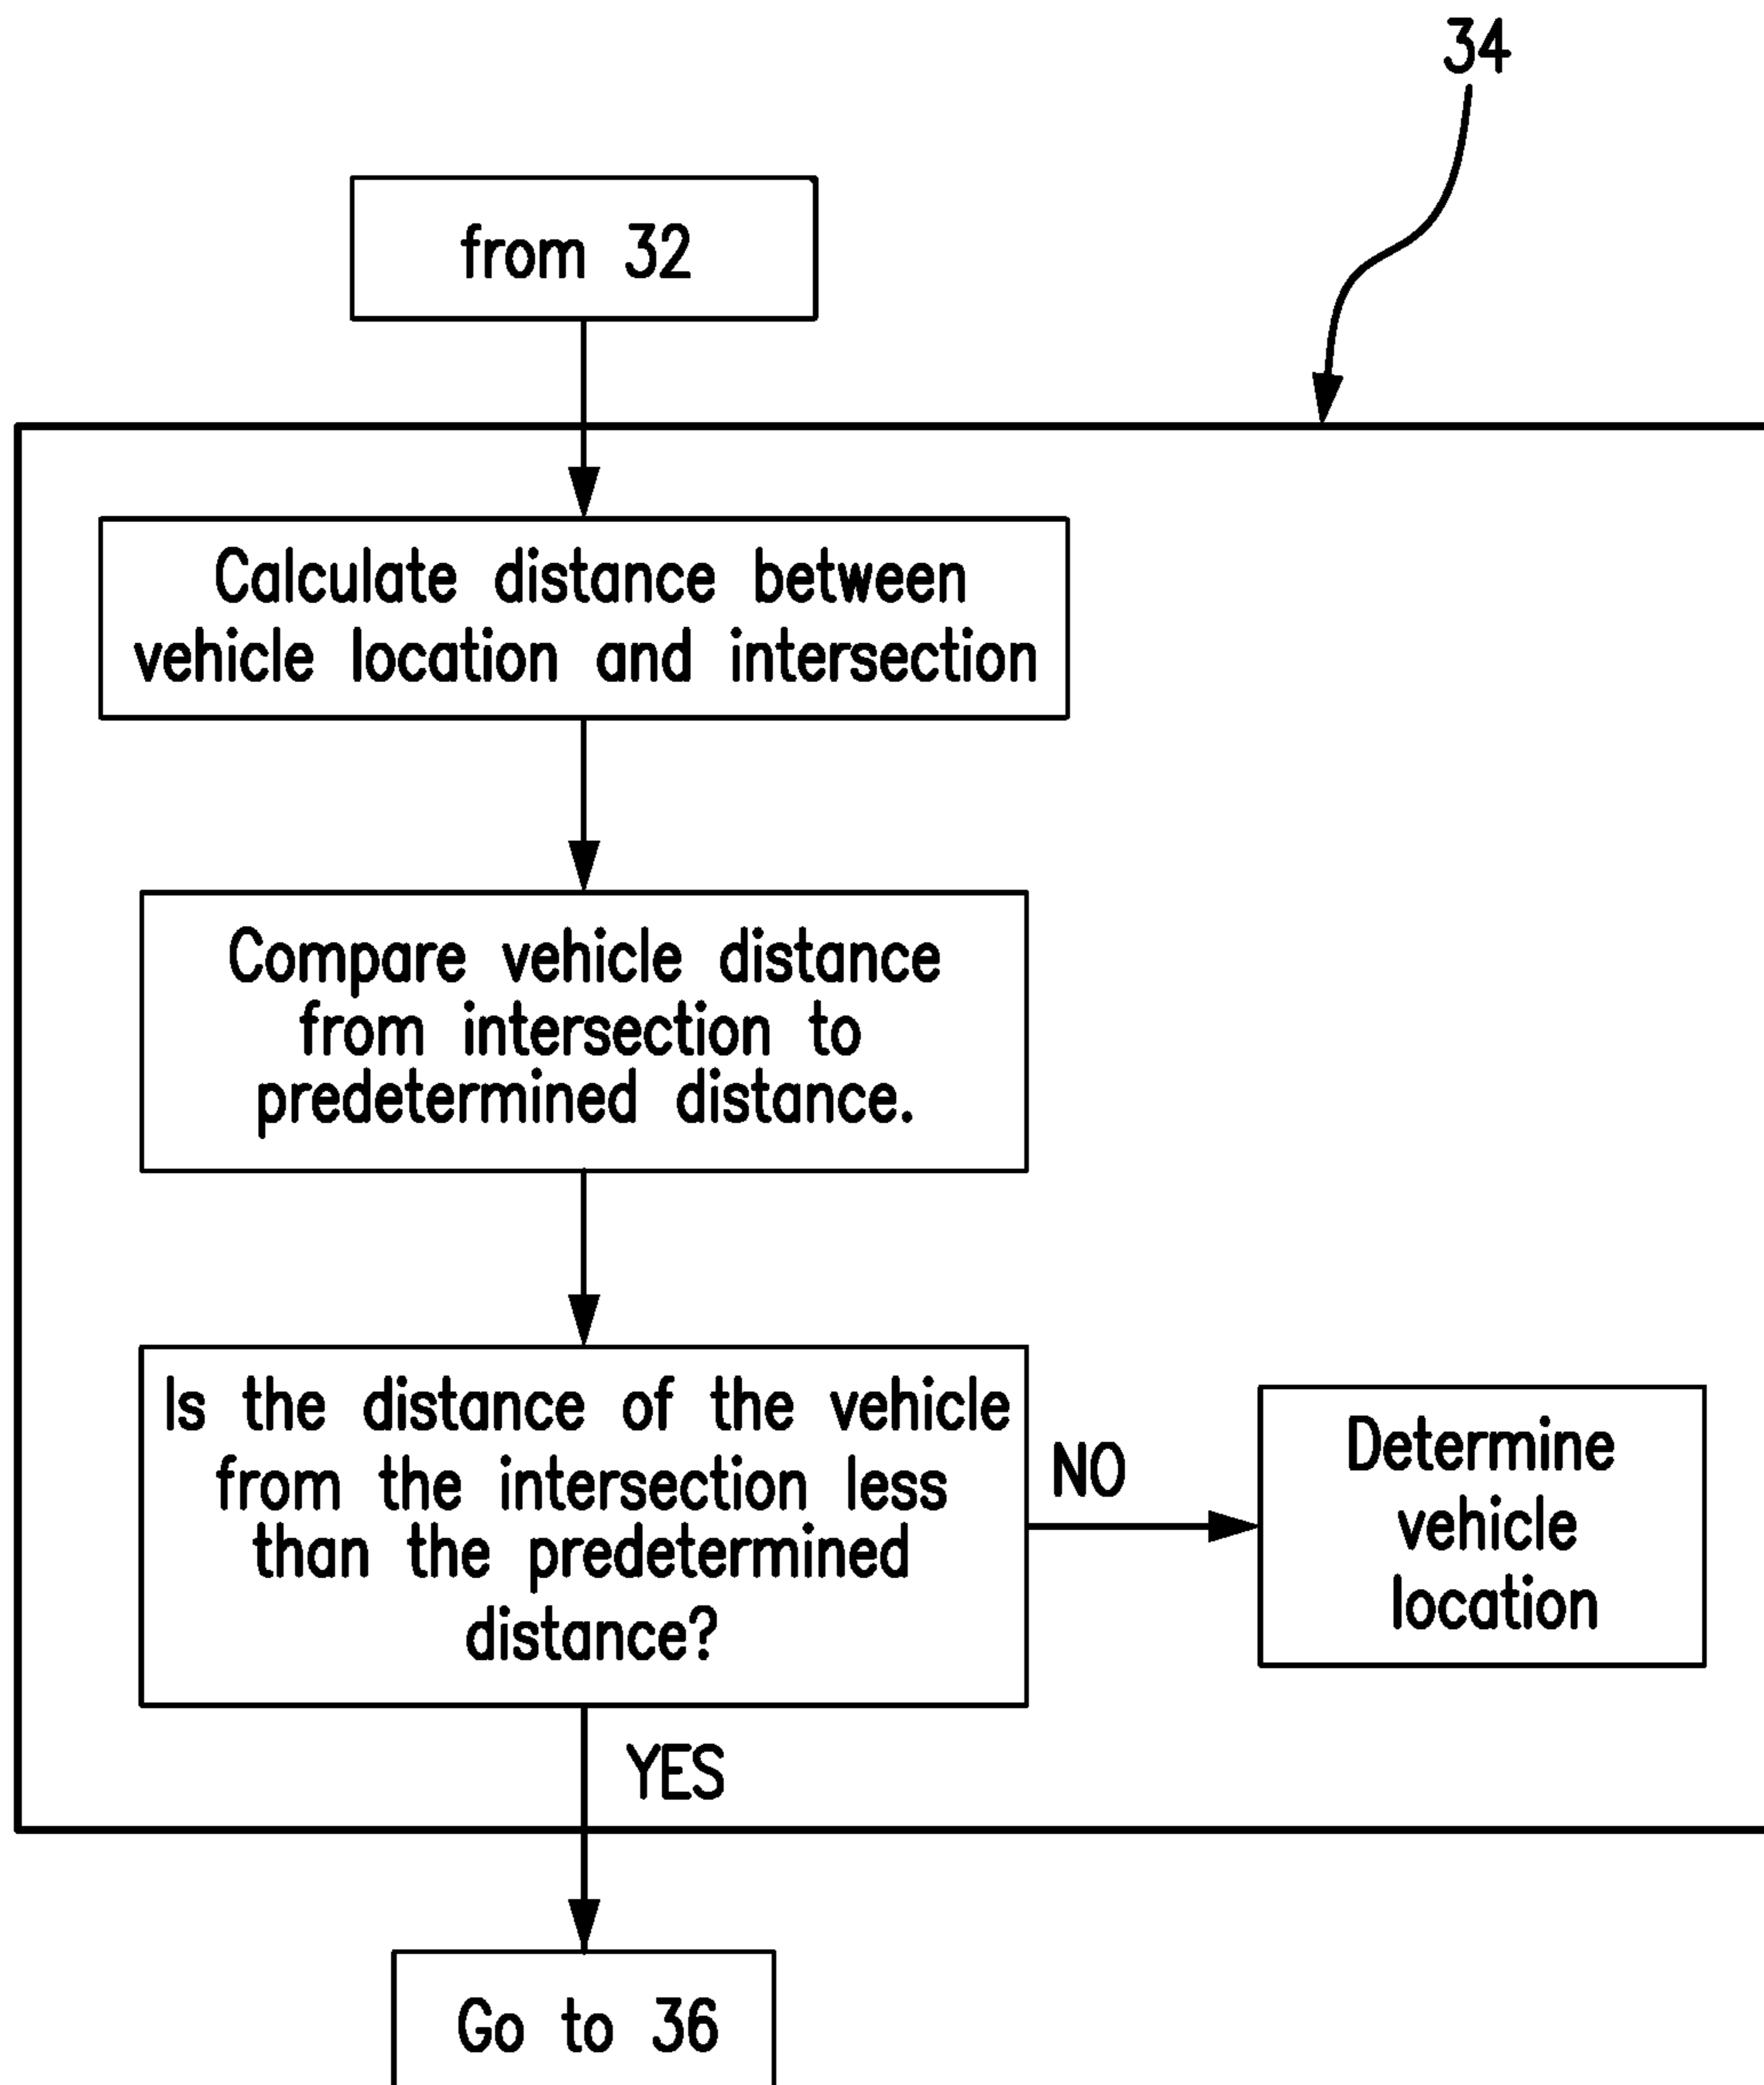 34
from 32
Calculate distance between
vehicle location and intersection
Compare vehicle distance
from intersection to
predetermined distance.
Is the distance of the vehicle
from the intersection less
than the predetermined
distance?
NO
Determine
vehicle
location
YES
Go to 36